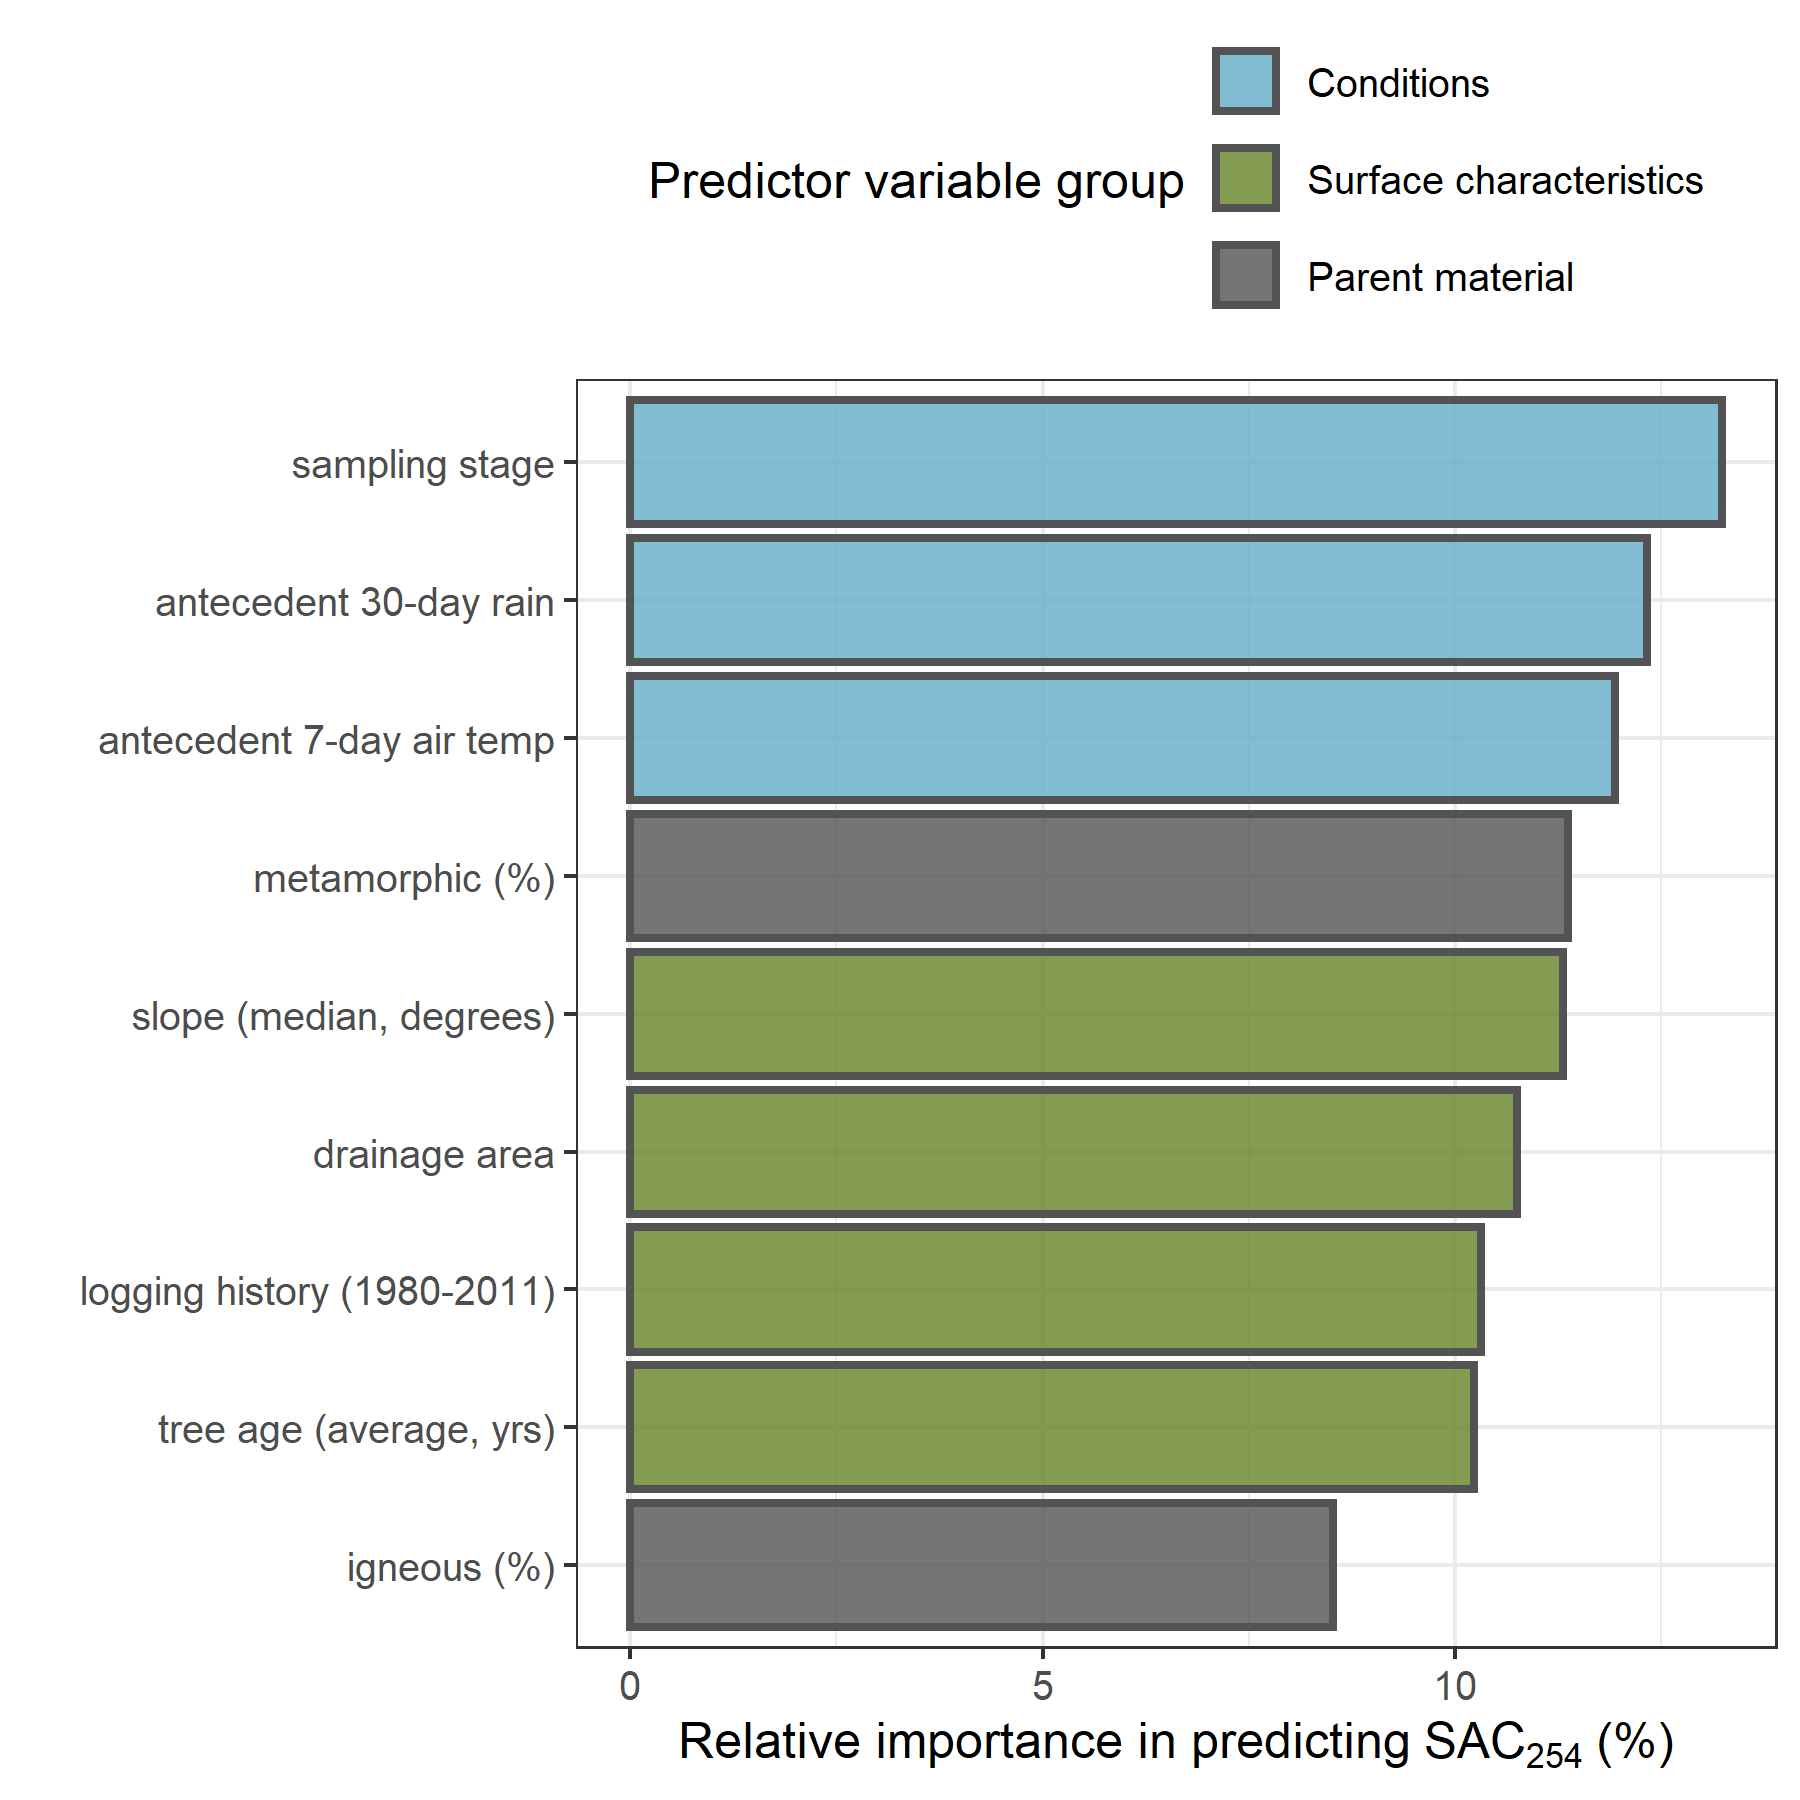 Conditions
Predictor variable group
Surface characteristics
Parent material
sampling stage
antecedent 30-day rain
antecedent 7-day air temp
metamorphic (%)
slope (median, degrees)
drainage area
logging history (1980-2011)
tree age (average, yrs)
igneous (%)
0 5 10
Relative importance in predicting SAC₂₅₄ (%)